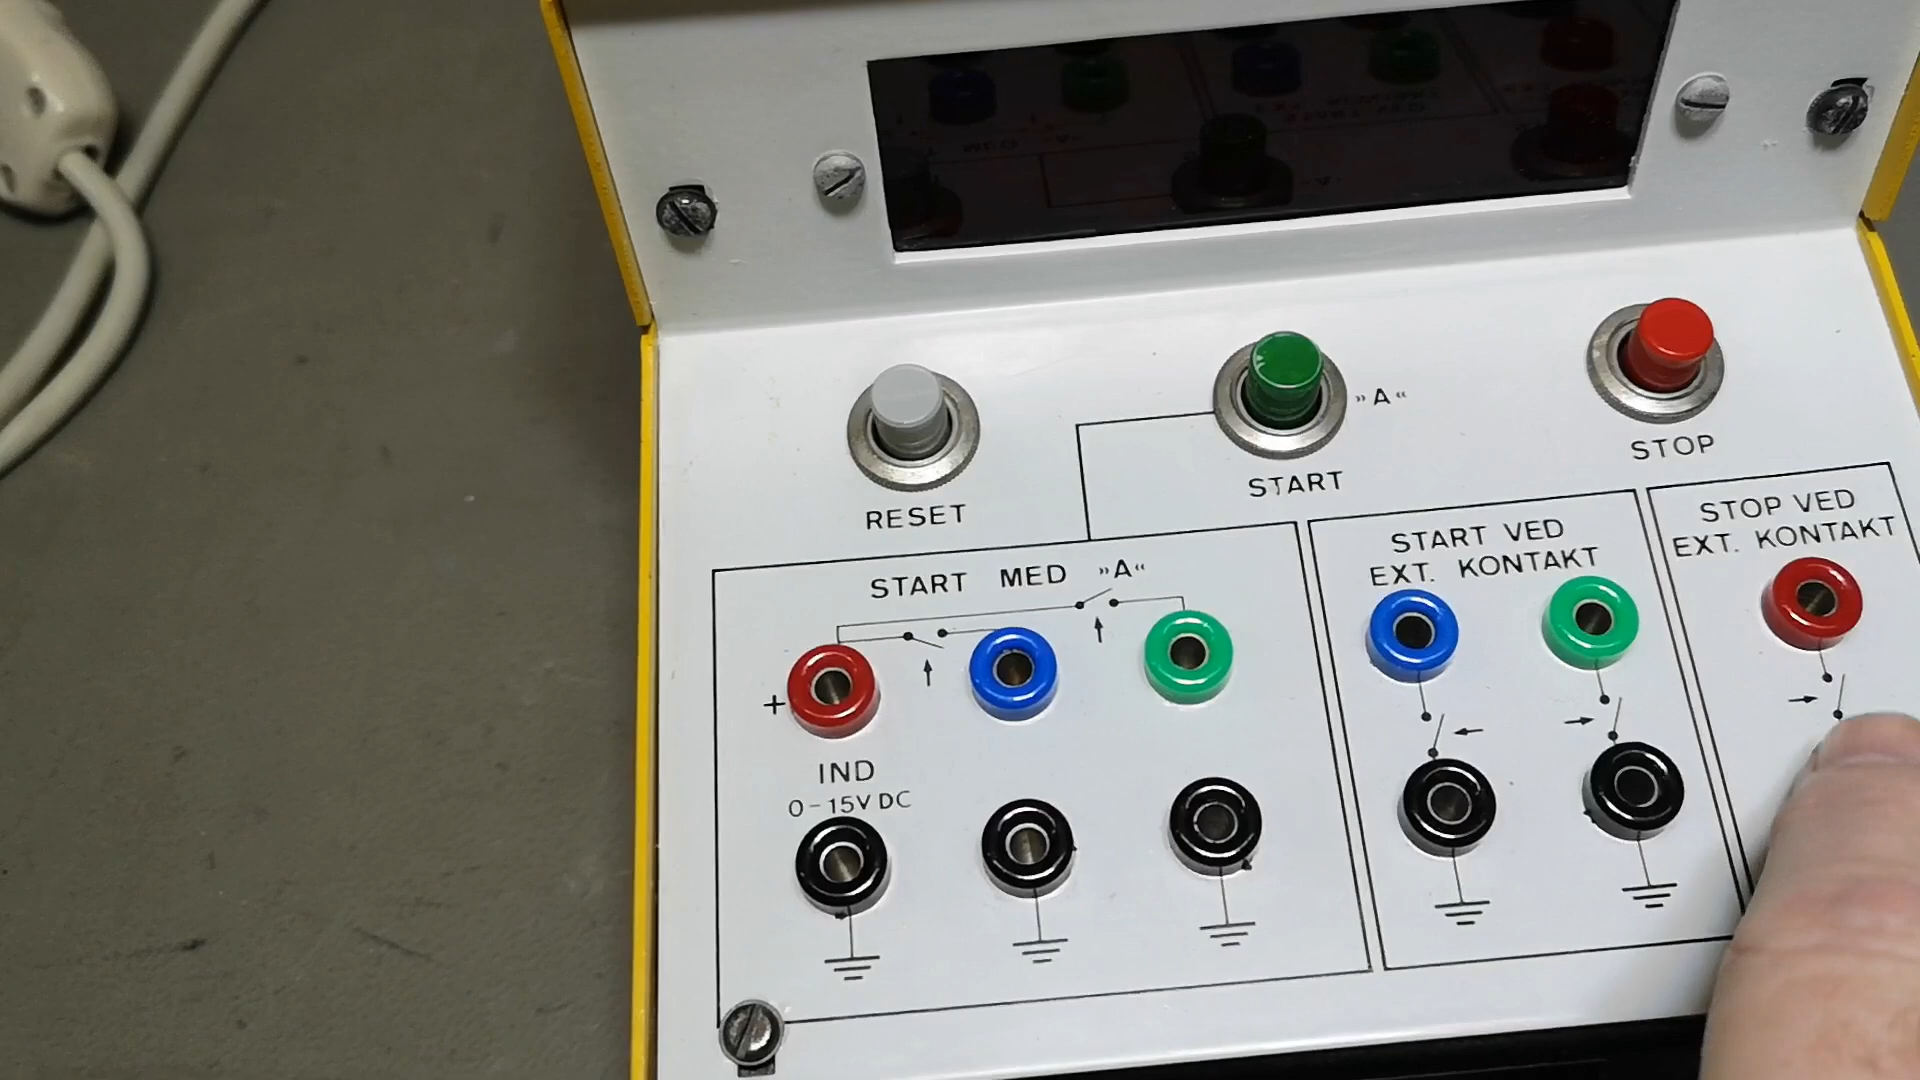 »A«
STOP
START
RESET
STOP VED
EXT. KONTAKT
START VED
EXT. KONTAKT
START MED »A«
+
IND
0-15V DC